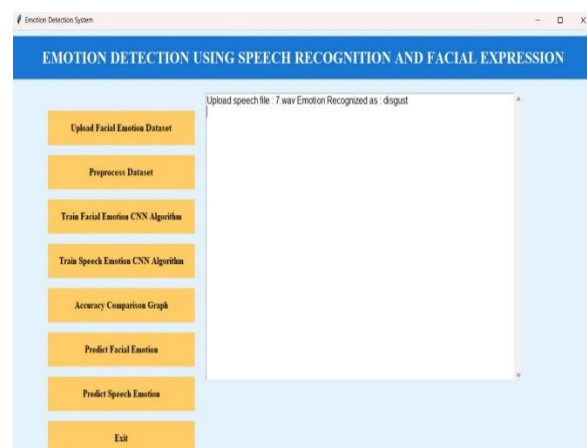 Emotion Detection System
EMOTION DETECTION USING SPEECH RECOGNITION AND FACIAL EXPRESSION
Upload speech file : 7.wav Emotion Recognized as : disgust
Upload Facial Emotion Dataset
Preprocess Dataset
Train Facial Emotion CNN Algorithm
Train Speech Emotion CNN Algorithm
Accuracy Comparison Graph
Predict Facial Emotion
Predict Speech Emotion
Exit